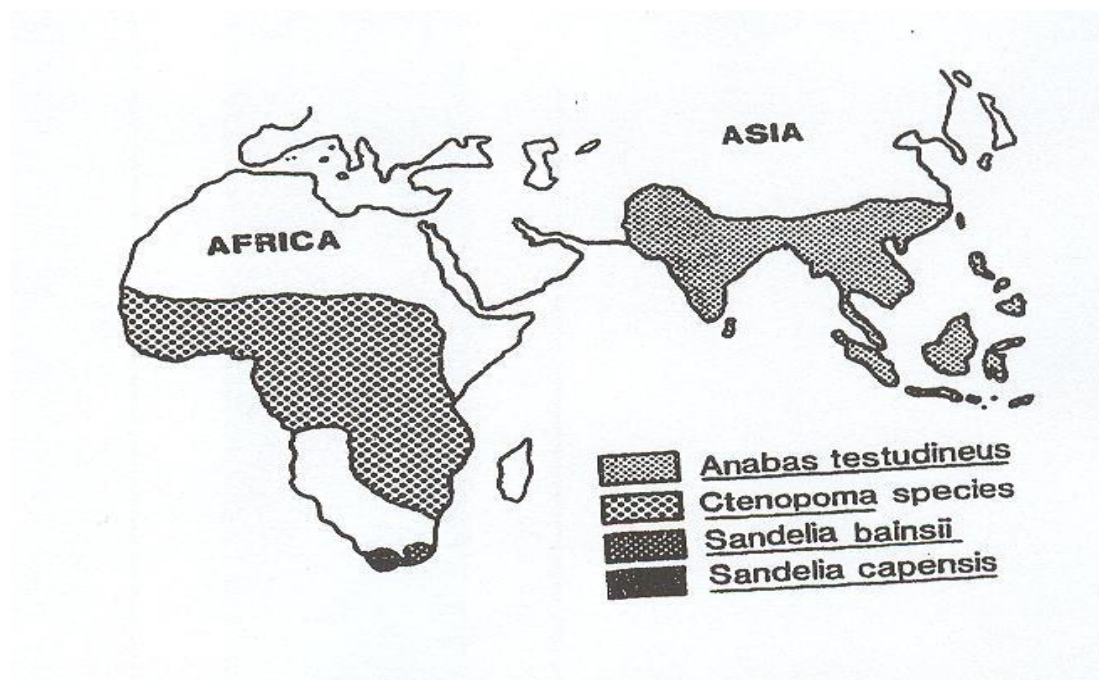 ASIA
AFRICA
Anabas testudineus
Ctenopoma species
Sandelia bainsii
Sandelia capensis